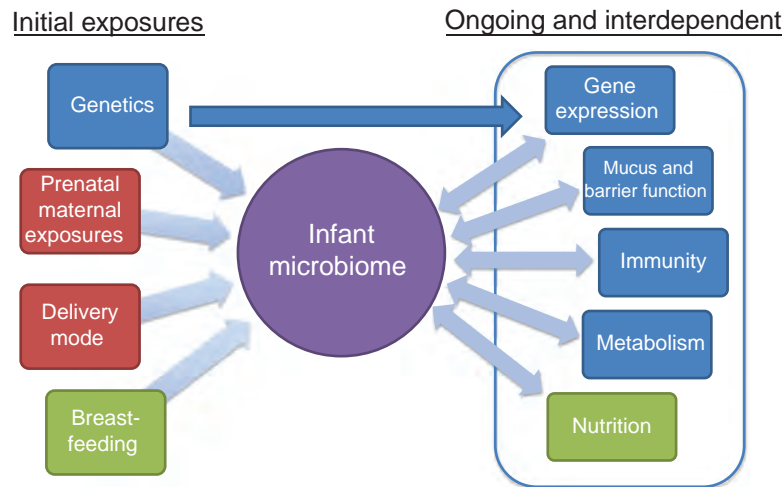 Initial exposures
Ongoing and interdependent
Genetics
Prenatal
maternal
exposures
Delivery
mode
Breast-
feeding
Infant
microbiome
Gene
expression
Mucus and
barrier function
Immunity
Metabolism
Nutrition